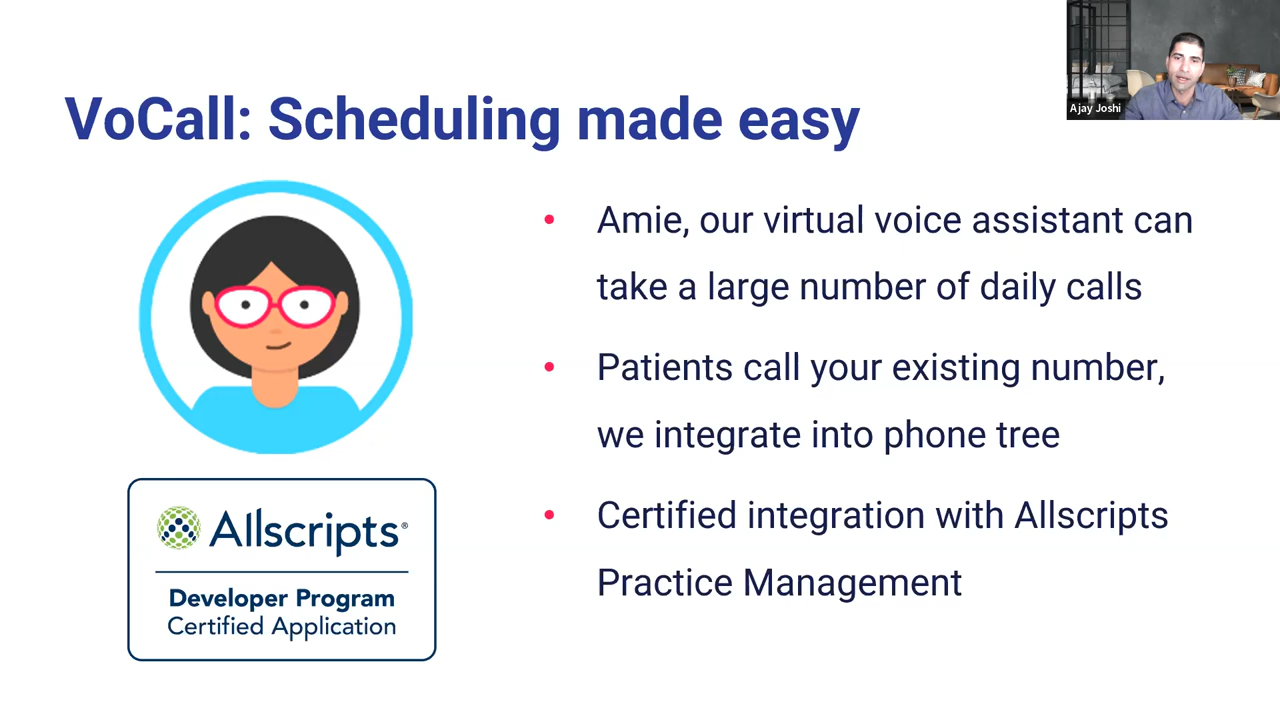 Ajay Joshi
VoCall: Scheduling made easy
• Amie, our virtual voice assistant can
take a large number of daily calls
• Patients call your existing number,
we integrate into phone tree
• Certified integration with Allscripts
Practice Management
Allscripts®
Developer Program
Certified Application